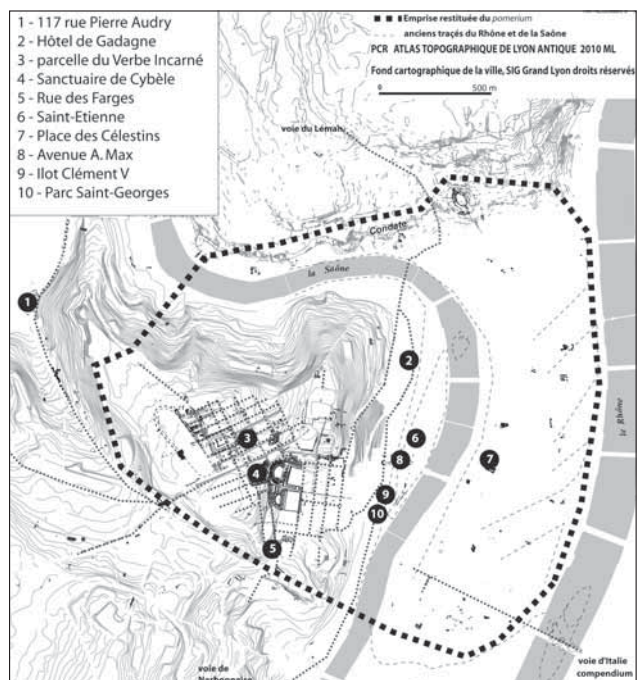 1 - 117 rue Pierre Audry
2 - Hôtel de Gadagne
3 - parcelle du Verbe Incarné
4 - Sanctuaire de Cybèle
5 - Rue des Farges
6 - Saint-Etienne
7 - Place des Célestins
8 - Avenue A. Max
9 - Ilot Clément V
10 - Parc Saint-Georges
Emprise restituée du pomerium
anciens tracés du Rhône et de la Saône
PCR ATLAS TOPOGRAPHIQUE DE LYON ANTIQUE 2010 ML
Fond cartographique de la ville, SIG Grand Lyon droits réservés
0 500 m
voie du Léman
Condate
la Saône
1
2
le Rhône
3
6
4
8
7
9
10
5
voie de
Narbonnaise
voie d'Italie
compendium